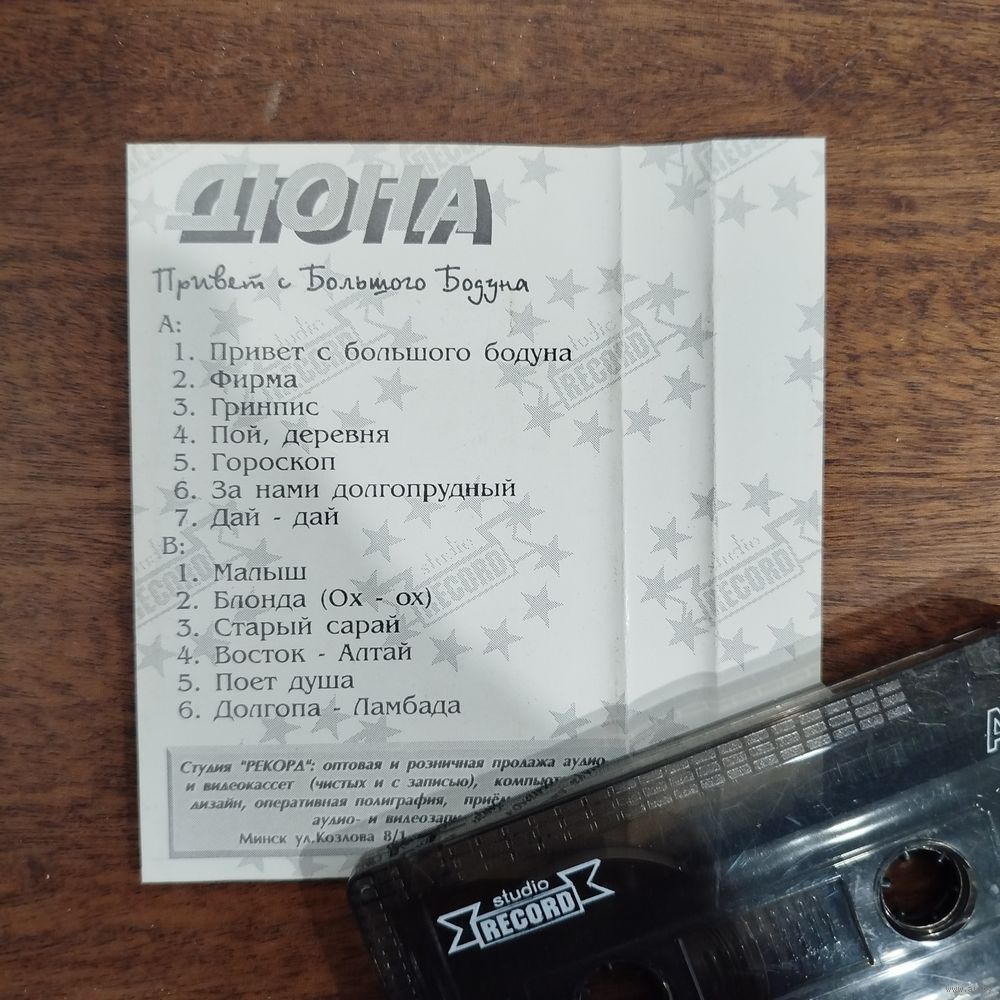 ДЮНА
Привет с Большого Бодуна
А:
1. Привет с большого бодуна
2. Фирма
3. Гринпис
4. Пой, деревня
5. Гороскоп
6. За нами долгопрудный
7. Дай - дай
В:
1. Малыш
2. Блонда (Ох - ох)
3. Старый сарай
4. Восток - Алтай
5. Поет душа
6. Долгопа - Ламбада
Студия "РЕКОРД": оптовая и розничная продажа аудио
и видеокассет (чистых и с записью),
дизайн, оперативная полиграфия,
аудио- и
Минск ул.Козлова 8/1
studio
RECORD
A